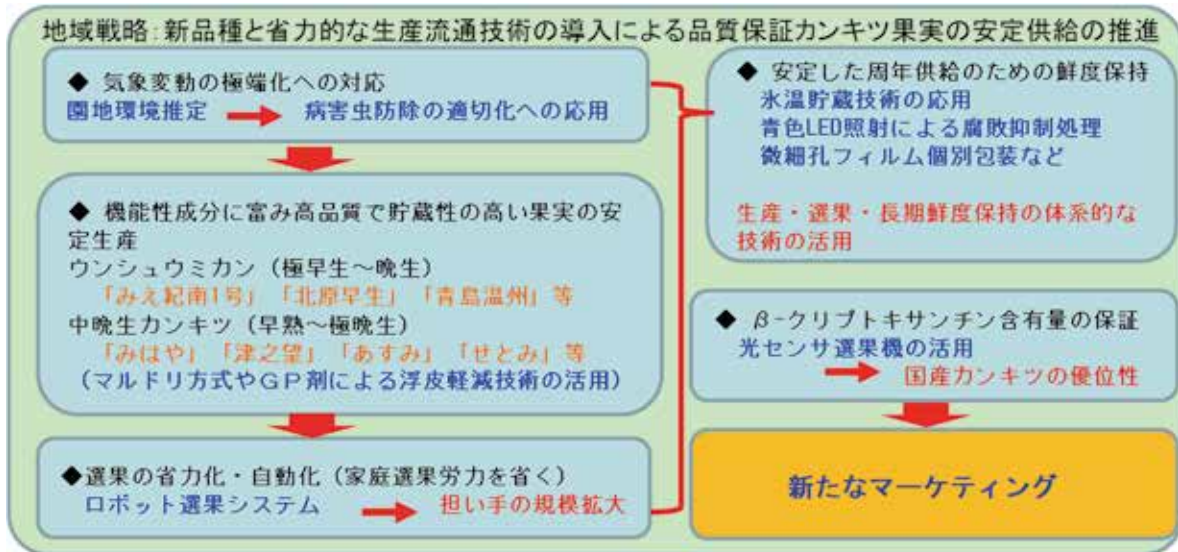 地域戦略:新品種と省力的な生産流通技術の導入による品質保証カンキツ果実の安定供給の推進
◆ 気象変動の極端化への対応
園地環境推定 → 病害虫防除の適切化への応用
◆ 機能性成分に富み高品質で貯蔵性の高い果実の安
定生産
ウンシュウミカン(極早生~晩生)
「みえ紀南1号」「北原早生」「青島温州」等
中晩生カンキツ(早熟~極晩生)
「みはや」「津之望」「あすみ」「せとみ」等
(マルドリ方式やGP剤による浮皮軽減技術の活用)
◆選果の省力化・自動化(家庭選果労力を省く)
ロボット選果システム → 担い手の規模拡大
◆ 安定した周年供給のための鮮度保持
氷温貯蔵技術の応用
青色LED照射による腐敗抑制処理
微細孔フィルム個別包装など
生産・選果・長期鮮度保持の体系的な
技術の活用
◆ β-クリプトキサンチン含有量の保証
光センサ選果機の活用
→ 国産カンキツの優位性
新たなマーケティング